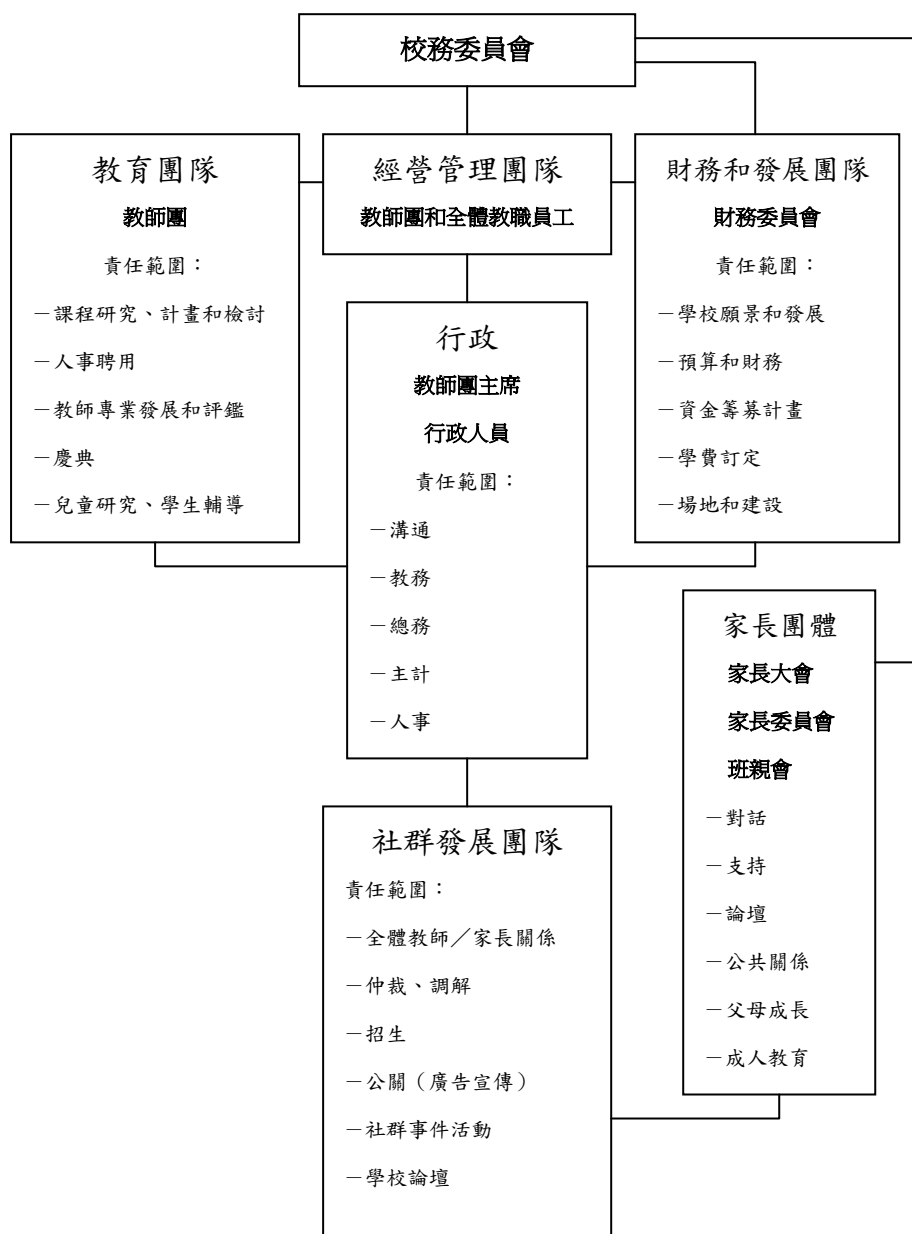 校務委員會
教育團隊
教師團
責任範圍：
－課程研究、計畫和檢討
－人事聘用
－教師專業發展和評鑑
－慶典
－兒童研究、學生輔導
經營管理團隊
教師團和全體教職員工
財務和發展團隊
財務委員會
責任範圍：
－學校願景和發展
－預算和財務
－資金籌募計畫
－學費訂定
－場地和建設
行政
教師團主席
行政人員
責任範圍：
－溝通
－教務
－總務
－主計
－人事
家長團體
家長大會
家長委員會
班親會
－對話
－支持
－論壇
－公共關係
－父母成長
－成人教育
社群發展團隊
責任範圍：
－全體教師／家長關係
－仲裁、調解
－招生
－公關（廣告宣傳）
－社群事件活動
－學校論壇